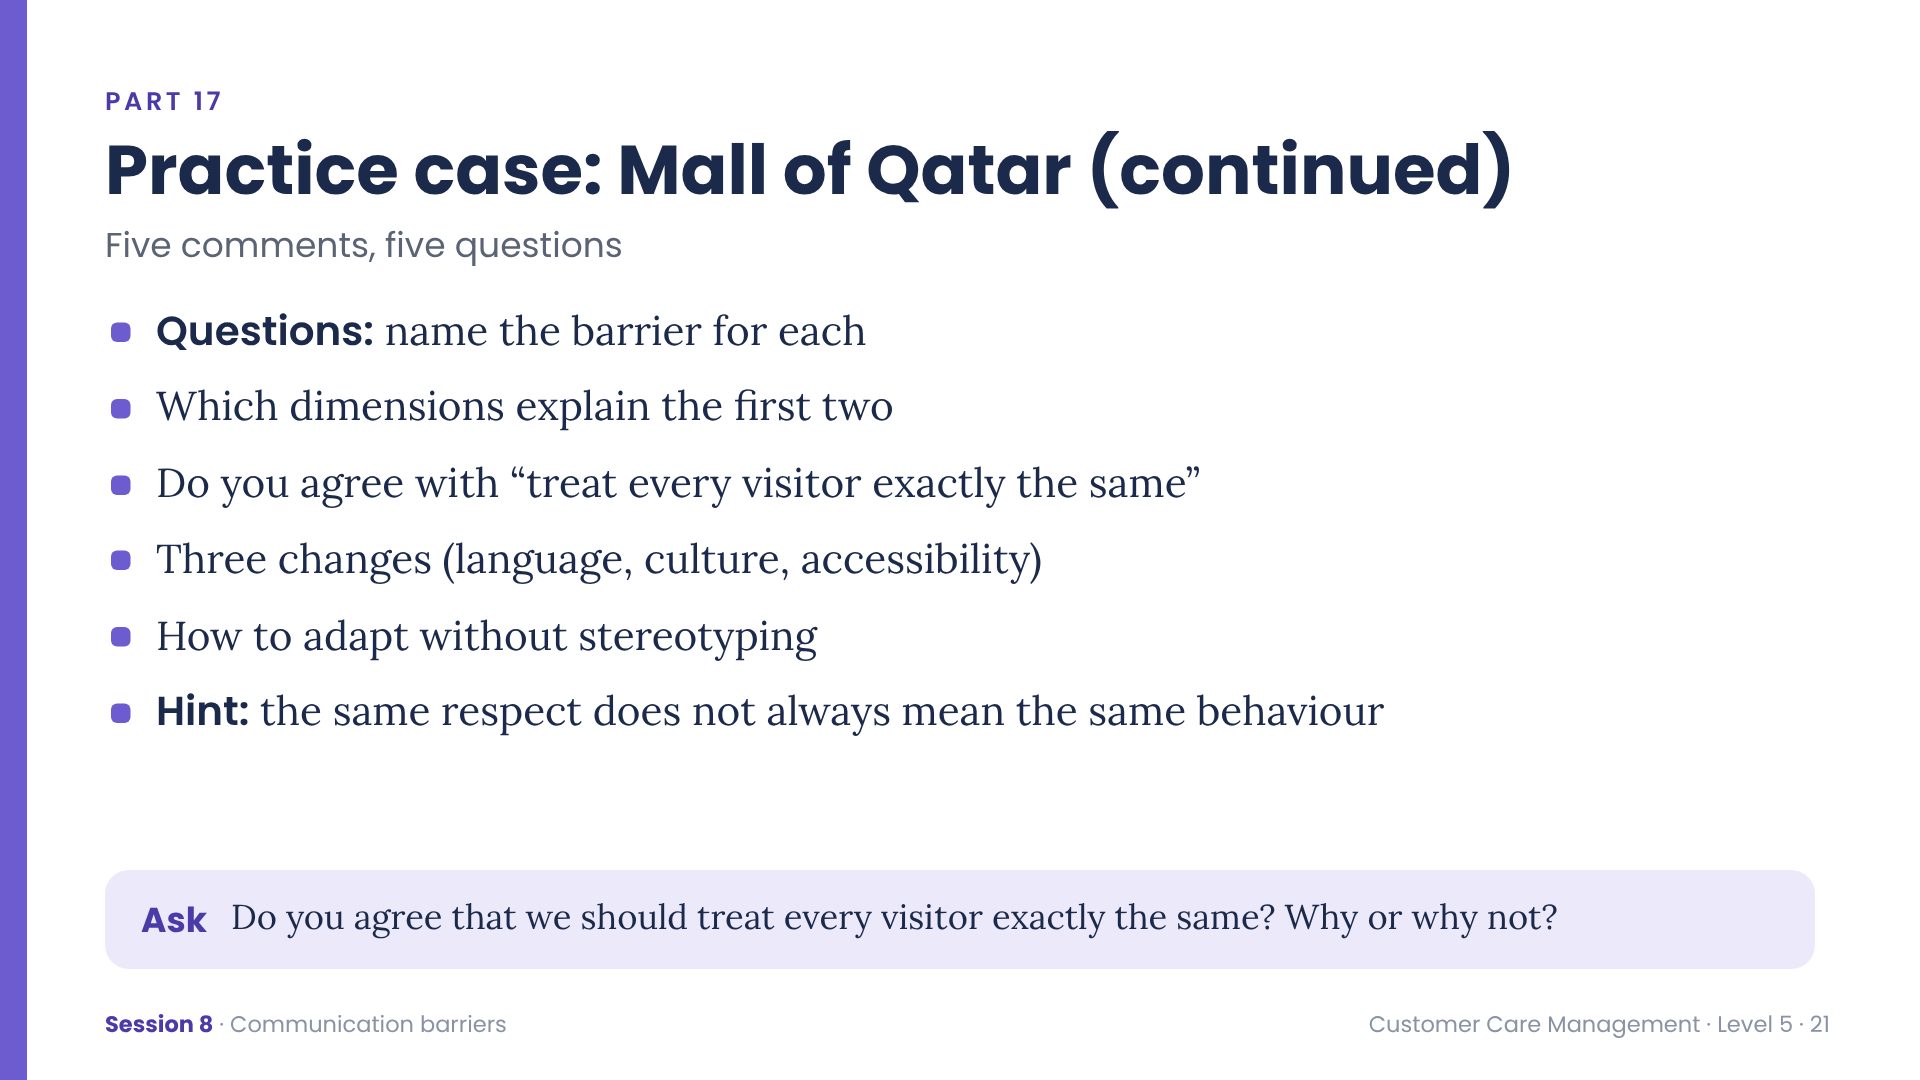 PART 17
Practice case: Mall of Qatar (continued)
Five comments, five questions
Questions: name the barrier for each
Which dimensions explain the first two
Do you agree with “treat every visitor exactly the same”
Three changes (language, culture, accessibility)
How to adapt without stereotyping
Hint: the same respect does not always mean the same behaviour
Ask Do you agree that we should treat every visitor exactly the same? Why or why not?
Session 8 · Communication barriers
Customer Care Management · Level 5 · 21